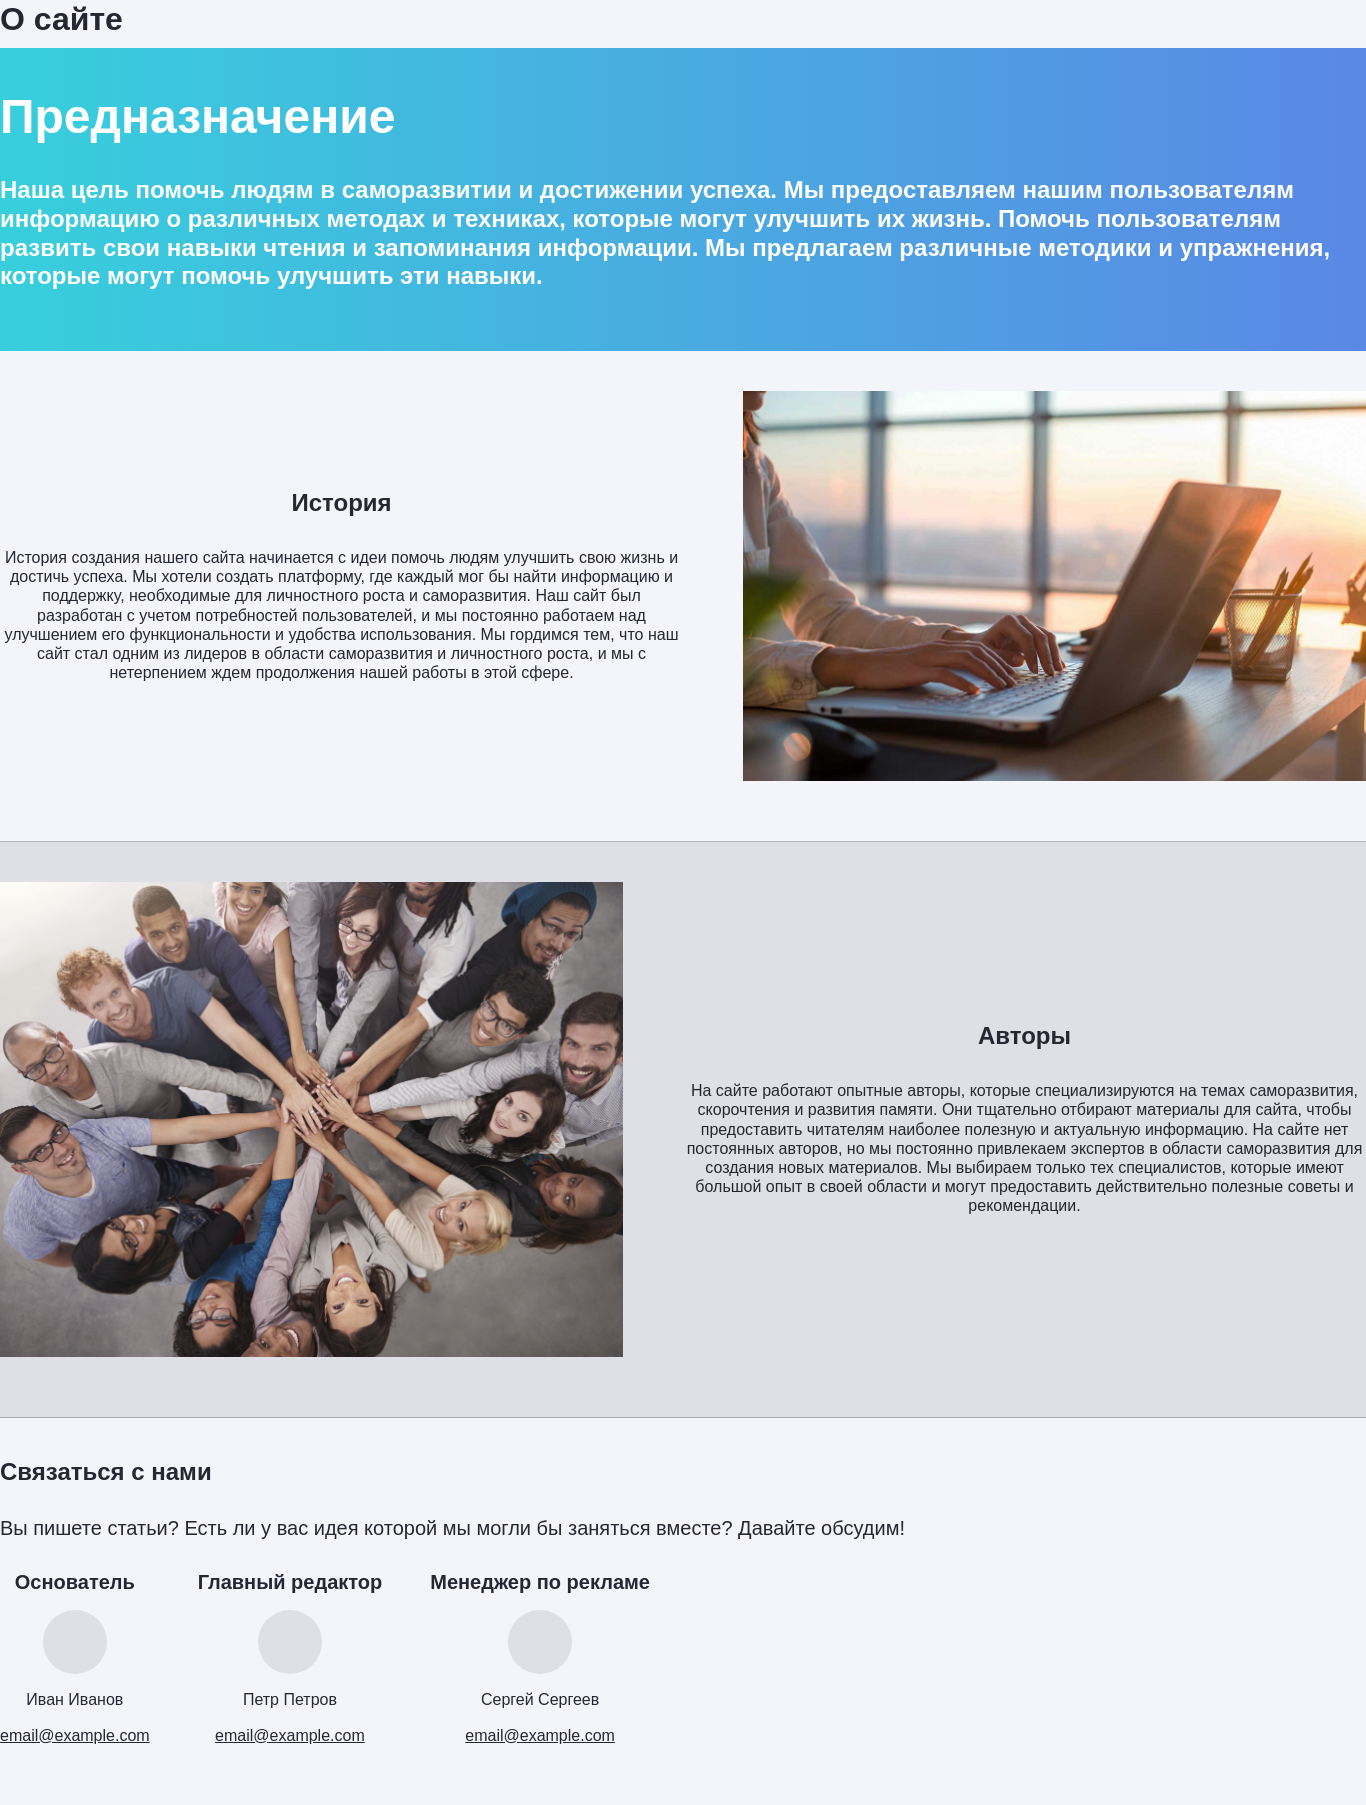 О сайте
Предназначение
Наша цель помочь людям в саморазвитии и достижении успеха. Мы предоставляем нашим пользователям
информацию о различных методах и техниках, которые могут улучшить их жизнь. Помочь пользователям
развить свои навыки чтения и запоминания информации. Мы предлагаем различные методики и упражнения,
которые могут помочь улучшить эти навыки.
История
История создания нашего сайта начинается с идеи помочь людям улучшить свою жизнь и
достичь успеха. Мы хотели создать платформу, где каждый мог бы найти информацию и
поддержку, необходимые для личностного роста и саморазвития. Наш сайт был
разработан с учетом потребностей пользователей, и мы постоянно работаем над
улучшением его функциональности и удобства использования. Мы гордимся тем, что наш
сайт стал одним из лидеров в области саморазвития и личностного роста, и мы с
нетерпением ждем продолжения нашей работы в этой сфере.
Авторы
На сайте работают опытные авторы, которые специализируются на темах саморазвития,
скорочтения и развития памяти. Они тщательно отбирают материалы для сайта, чтобы
предоставить читателям наиболее полезную и актуальную информацию. На сайте нет
постоянных авторов, но мы постоянно привлекаем экспертов в области саморазвития для
создания новых материалов. Мы выбираем только тех специалистов, которые имеют
большой опыт в своей области и могут предоставить действительно полезные советы и
рекомендации.
Связаться с нами
Вы пишете статьи? Есть ли у вас идея которой мы могли бы заняться вместе? Давайте обсудим!
Основатель
Иван Иванов
email@example.com
Главный редактор
Петр Петров
email@example.com
Менеджер по рекламе
Сергей Сергеев
email@example.com